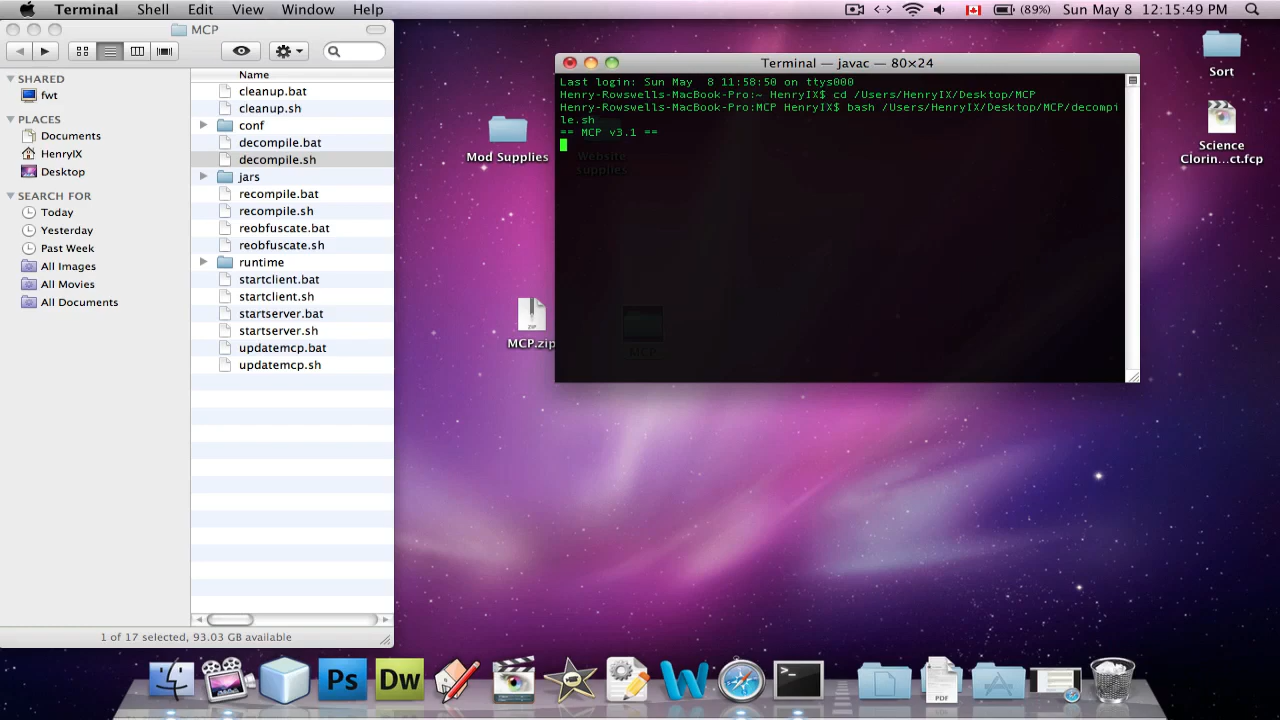 Terminal Shell Edit View Window Help
(89%) Sun May 8 12:15:49 PM
MCP
SHARED
fwt
PLACES
Documents
HenryIX
Desktop
SEARCH FOR
Today
Yesterday
Past Week
All Images
All Movies
All Documents
Name
cleanup.bat
cleanup.sh
conf
decompile.bat
decompile.sh
jars
recompile.bat
recompile.sh
reobfuscate.bat
reobfuscate.sh
runtime
startclient.bat
startclient.sh
startserver.bat
startserver.sh
updatemcp.bat
updatemcp.sh
1 of 17 selected, 93.03 GB available
Mod Supplies
MCP.zip
Terminal — javac — 80×24
Last login: Sun May  8 11:58:50 on ttys000
Henry-Rowswells-MacBook-Pro:~ HenryIX$ cd /Users/HenryIX/Desktop/MCP
Henry-Rowswells-MacBook-Pro:MCP HenryIX$ bash /Users/HenryIX/Desktop/MCP/decompi
le.sh
== MCP v3.1 ==
Website
supplies
MCP
Sort
Science
Clorin...ct.fcp
Ps
Dw
W
>_
PDF